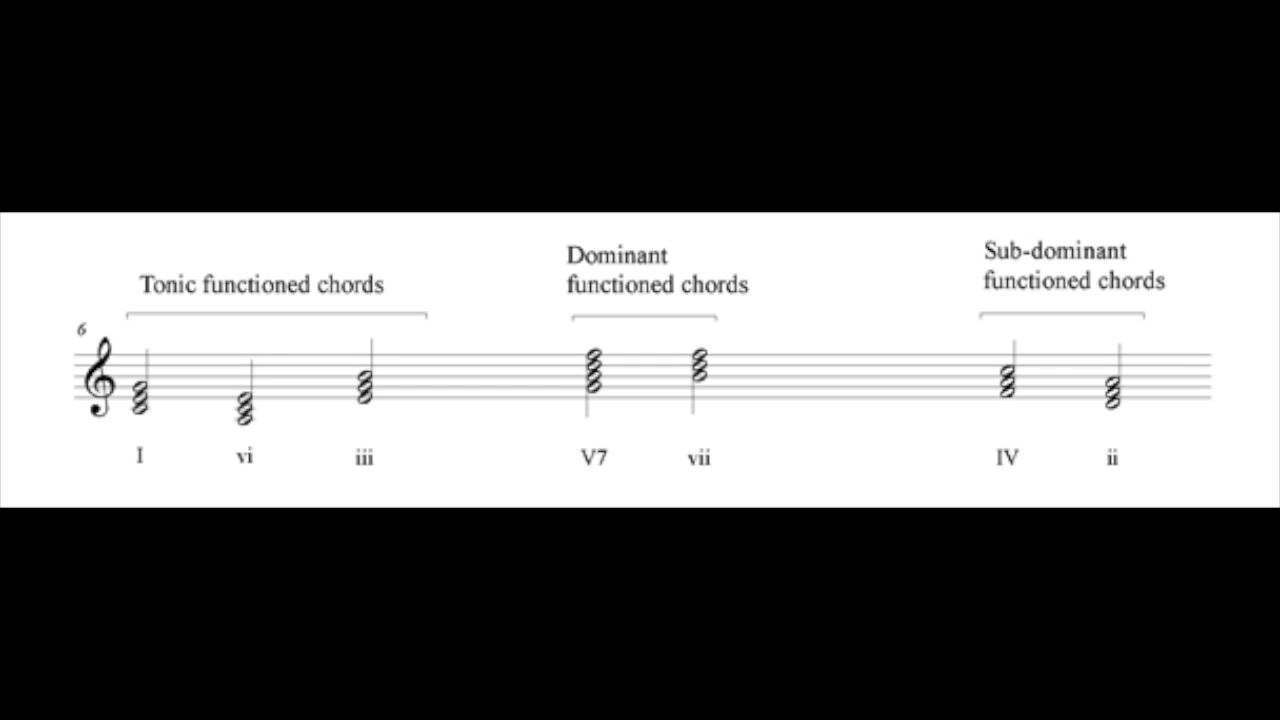 Tonic functioned chords
Dominant
functioned chords
Sub-dominant
functioned chords
6
I vi iii V7 vii IV ii